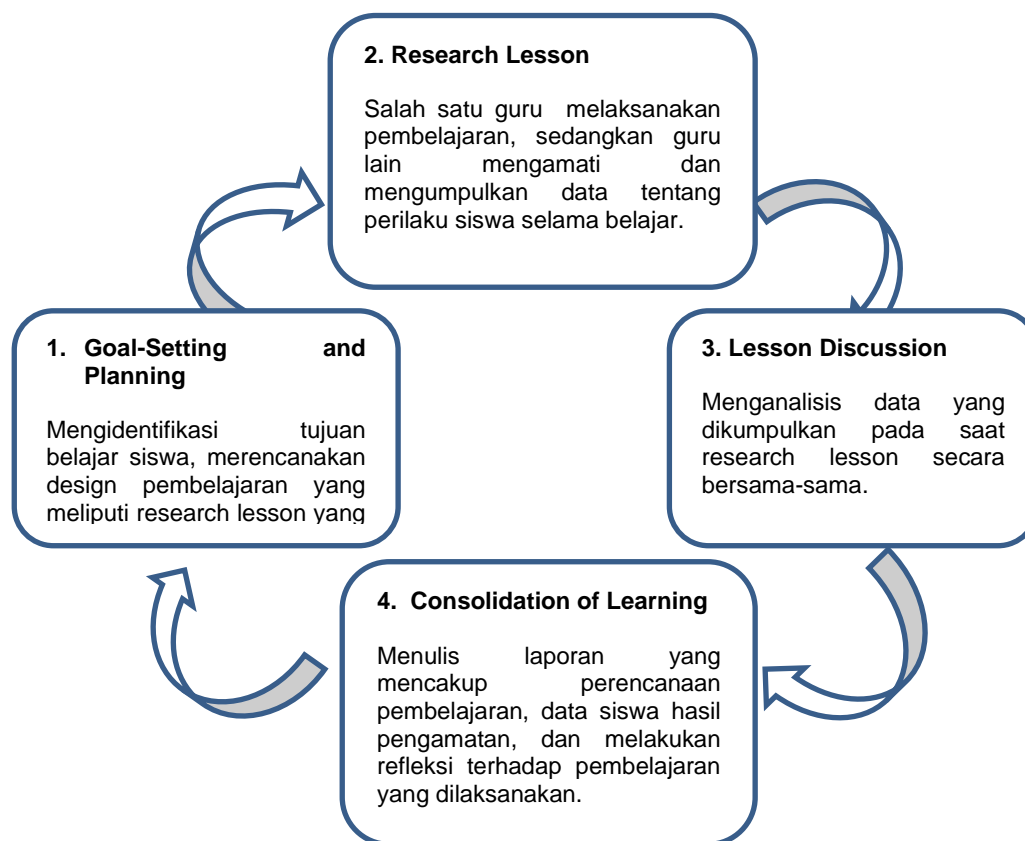 2. Research Lesson
Salah satu guru melaksanakan
pembelajaran, sedangkan guru
lain mengamati dan
mengumpulkan data tentang
perilaku siswa selama belajar.
1. Goal-Setting and
Planning
Mengidentifikasi tujuan
belajar siswa, merencanakan
design pembelajaran yang
meliputi research lesson yang
3. Lesson Discussion
Menganalisis data yang
dikumpulkan pada saat
research lesson secara
bersama-sama.
4. Consolidation of Learning
Menulis laporan yang
mencakup perencanaan
pembelajaran, data siswa hasil
pengamatan, dan melakukan
refleksi terhadap pembelajaran
yang dilaksanakan.